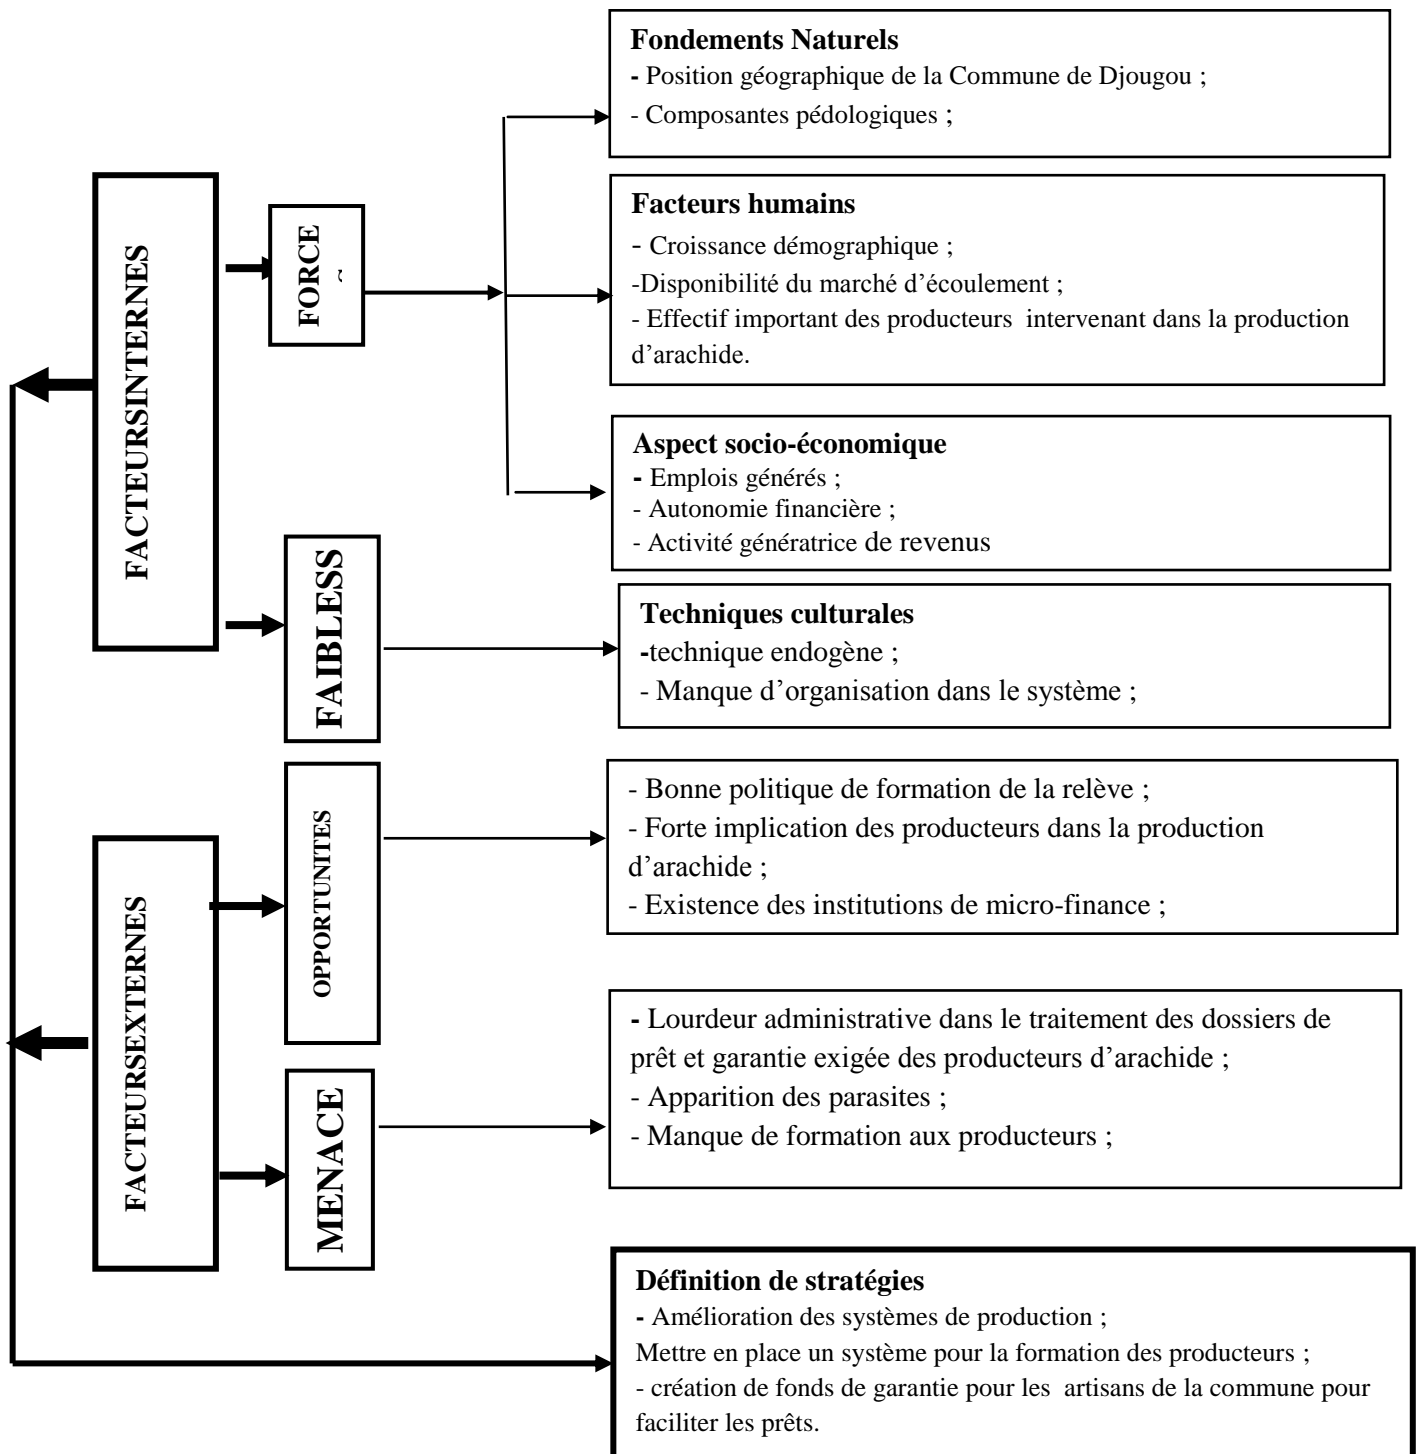 Fondements Naturels
- Position géographique de la Commune de Djougou ;
- Composantes pédologiques ;
FACTEURSINTERNES
FORCE
Facteurs humains
- Croissance démographique ;
-Disponibilité du marché d’écoulement ;
- Effectif important des producteurs intervenant dans la production
d’arachide.
Aspect socio-économique
- Emplois générés ;
- Autonomie financière ;
- Activité génératrice de revenus
FAIBLESS
Techniques culturales
-technique endogène ;
- Manque d’organisation dans le système ;
FACTEURSEXTERNES
OPPORTUNITES
- Bonne politique de formation de la relève ;
- Forte implication des producteurs dans la production
d’arachide ;
- Existence des institutions de micro-finance ;
MENACE
- Lourdeur administrative dans le traitement des dossiers de
prêt et garantie exigée des producteurs d’arachide ;
- Apparition des parasites ;
- Manque de formation aux producteurs ;
Définition de stratégies
- Amélioration des systèmes de production ;
Mettre en place un système pour la formation des producteurs ;
- création de fonds de garantie pour les artisans de la commune pour
faciliter les prêts.